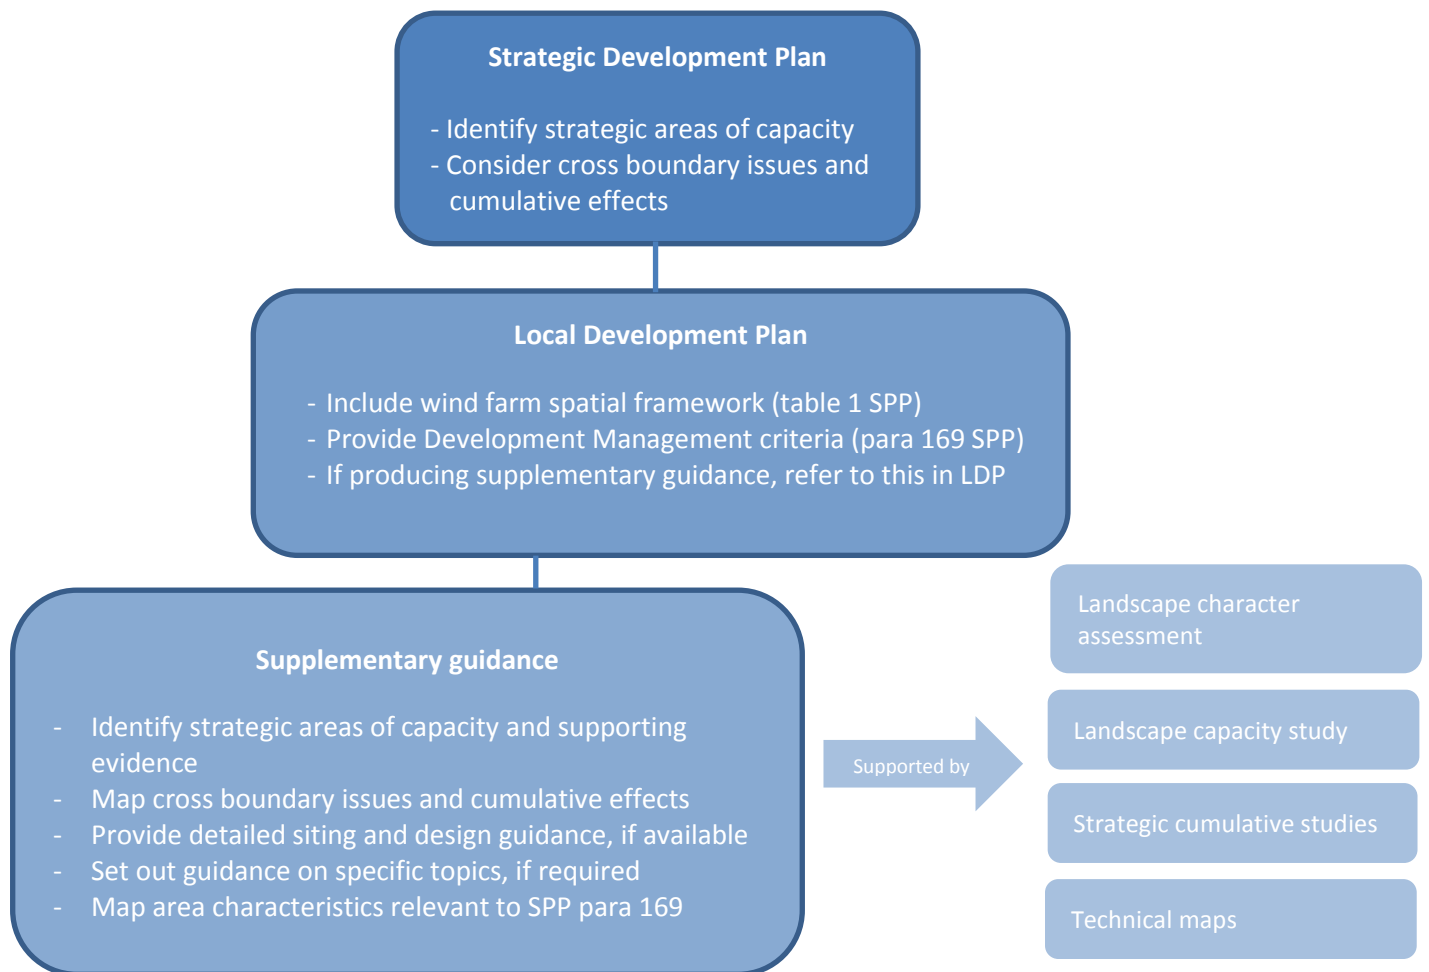 Strategic Development Plan
- Identify strategic areas of capacity
- Consider cross boundary issues and
cumulative effects
Local Development Plan
- Include wind farm spatial framework (table 1 SPP)
- Provide Development Management criteria (para 169 SPP)
- If producing supplementary guidance, refer to this in LDP
Supplementary guidance
- Identify strategic areas of capacity and supporting
evidence
- Map cross boundary issues and cumulative effects
- Provide detailed siting and design guidance, if available
- Set out guidance on specific topics, if required
- Map area characteristics relevant to SPP para 169
Supported by
Landscape character
assessment
Landscape capacity study
Strategic cumulative studies
Technical maps